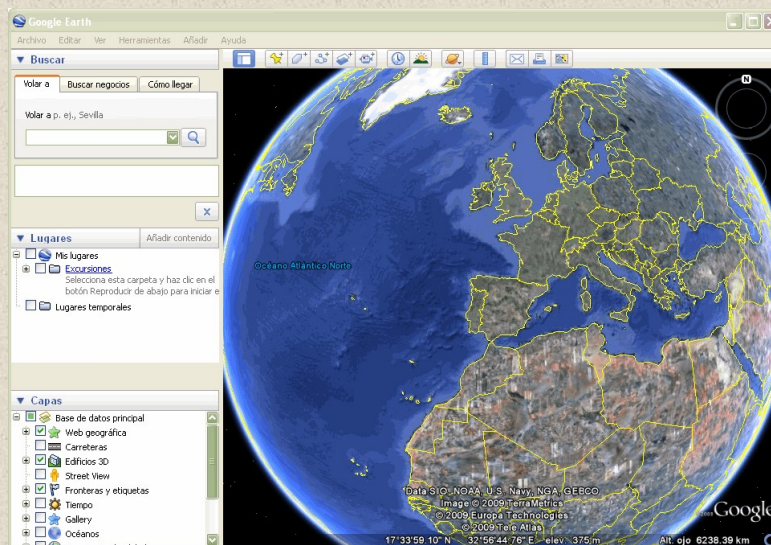 Google Earth
Archivo Editar Ver Herramientas Añadir Ayuda
Buscar
Volar a Buscar negocios Cómo llegar
Volar a p. ej., Sevilla
Lugares Añadir contenido
Mis lugares
Excursiones
Selecciona esta carpeta y haz clic en el
botón Reproducir de abajo para iniciar e
Lugares temporales
Capas
Base de datos principal
Web geográfica
Carreteras
Edificios 3D
Street View
Fronteras y etiquetas
Tiempo
Gallery
Océanos
N
Océano Atlántico Norte
Data SIO, NOAA, U.S. Navy, NGA, GEBCO
Image © 2009 TerraMetrics
© 2009 Europa Technologies
© 2009 Tele Atlas
©2009 Google
17°33'59.10" N 32°56'44.76" E elev 375 m Alt. ojo 6238.39 km